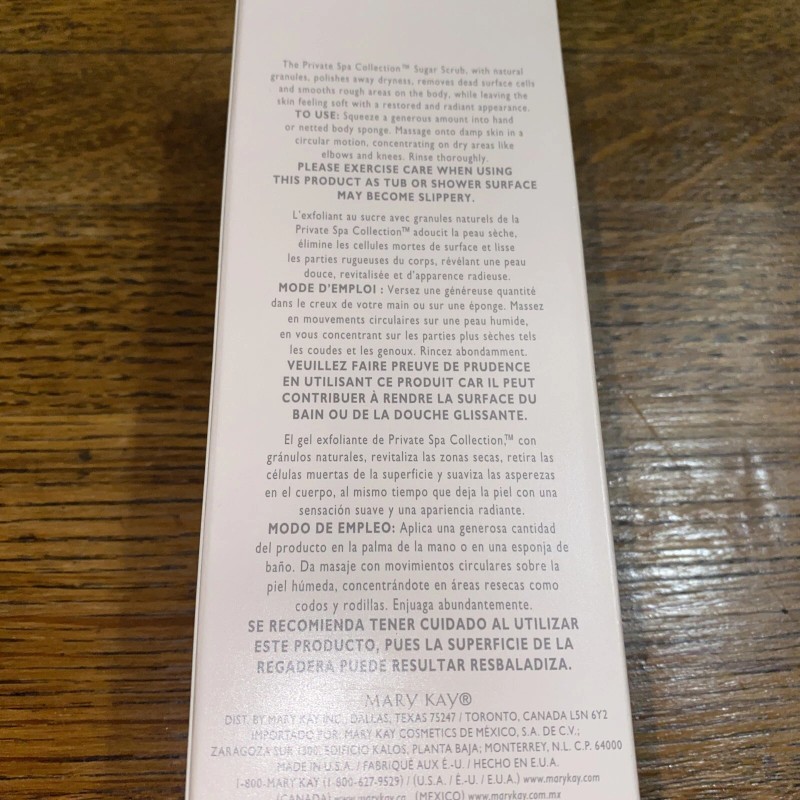 The Private Spa Collection™ Sugar Scrub, with natural
granules, polishes away dryness, removes dead surface cells
and smooths rough areas on the body, while leaving the
skin feeling soft with a restored and radiant appearance.
TO USE: Squeeze a generous amount into hand
or netted body sponge. Massage onto damp skin in a
circular motion, concentrating on dry areas like
elbows and knees. Rinse thoroughly.
PLEASE EXERCISE CARE WHEN USING
THIS PRODUCT AS TUB OR SHOWER SURFACE
MAY BECOME SLIPPERY.
L'exfoliant au sucre avec granules naturels de la
Private Spa Collection™ adoucit la peau sèche,
élimine les cellules mortes de surface et lisse
les parties rugueuses du corps, révélant une peau
douce, revitalisée et d'apparence radieuse.
MODE D'EMPLOI : Versez une généreuse quantité
dans le creux de votre main ou sur une éponge. Massez
en mouvements circulaires sur une peau humide,
en vous concentrant sur les parties plus sèches tels
les coudes et les genoux. Rincez abondamment.
VEUILLEZ FAIRE PREUVE DE PRUDENCE
EN UTILISANT CE PRODUIT CAR IL PEUT
CONTRIBUER À RENDRE LA SURFACE DU
BAIN OU DE LA DOUCHE GLISSANTE.
El gel exfoliante de Private Spa Collection,™ con
gránulos naturales, revitaliza las zonas secas, retira las
células muertas de la superficie y suaviza las asperezas
en el cuerpo, al mismo tiempo que deja la piel con una
sensación suave y una apariencia radiante.
MODO DE EMPLEO: Aplica una generosa cantidad
del producto en la palma de la mano o en una esponja de
baño. Da masaje con movimientos circulares sobre la
piel húmeda, concentrándote en áreas resecas como
codos y rodillas. Enjuaga abundantemente.
SE RECOMIENDA TENER CUIDADO AL UTILIZAR
ESTE PRODUCTO, PUES LA SUPERFICIE DE LA
REGADERA PUEDE RESULTAR RESBALADIZA.
MARY KAY®
DIST. BY MARY KAY INC., DALLAS, TEXAS 75247 / TORONTO, CANADA L5N 6Y2
IMPORTADO POR: MARY KAY COSMETICS DE MÉXICO, S.A. DE C.V.;
ZARAGOZA SUR 1300, EDIFICIO KALOS, PLANTA BAJA; MONTERREY, N.L. C.P. 64000
MADE IN U.S.A. / FABRIQUÉ AUX É.-U. / HECHO EN E.U.A.
1-800-MARY KAY (1-800-627-9529) / (U.S.A. / É.-U. / E.U.A.) www.marykay.com
(CANADA) www.marykay.ca (MEXICO) www.marykay.com.mx